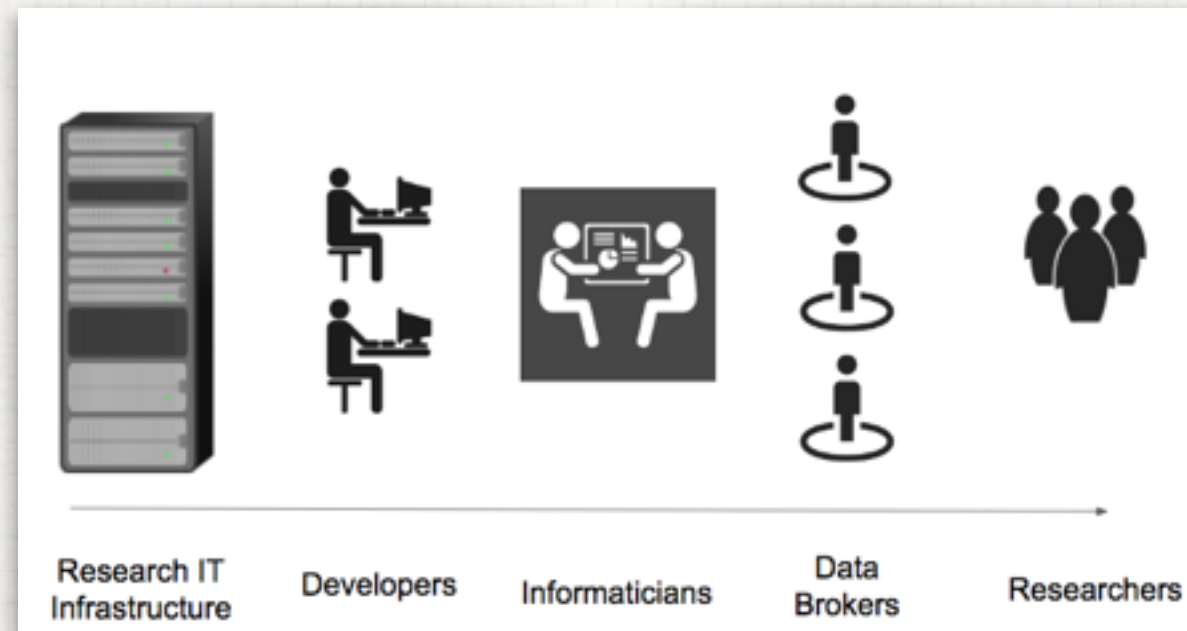 Research IT
Infrastructure
Developers
Informaticians
Data
Brokers
Researchers